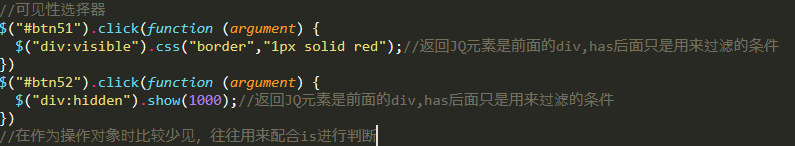 //可见性选择器
$("#btn51").click(function (argument) {
  $("div:visible").css("border","1px solid red");//返回JQ元素是前面的div,has后面只是用来过滤的条件
})
$("#btn52").click(function (argument) {
  $("div:hidden").show(1000);//返回JQ元素是前面的div,has后面只是用来过滤的条件
})
//在作为操作对象时比较少见，往往用来配合is进行判断